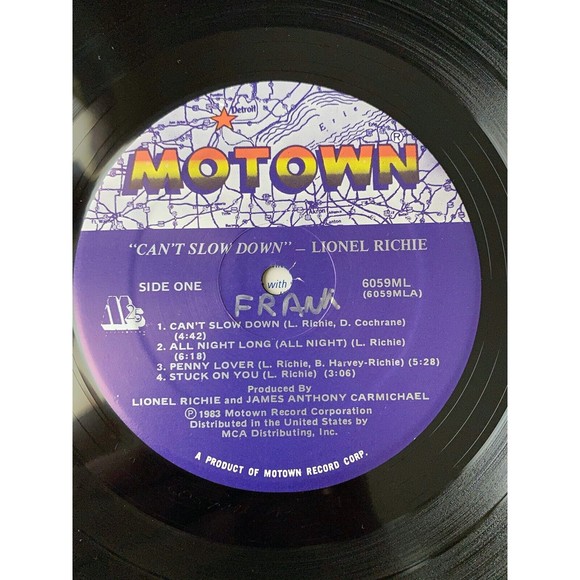 Detroit
ERIE
MOTOWN®
"CAN'T SLOW DOWN" – LIONEL RICHIE
SIDE ONE
with
6059ML
(6059MLA)
FRANK
M 25
1. CAN'T SLOW DOWN (L. Richie, D. Cochrane)
(4:42)
2. ALL NIGHT LONG (ALL NIGHT) (L. Richie)
(6:18)
3. PENNY LOVER (L. Richie, B. Harvey-Richie) (5:28)
4. STUCK ON YOU (L. Richie) (3:06)
Produced By
LIONEL RICHIE and JAMES ANTHONY CARMICHAEL
Ⓟ 1983 Motown Record Corporation
Distributed in the United States by
MCA Distributing, Inc.
A PRODUCT OF MOTOWN RECORD CORP.